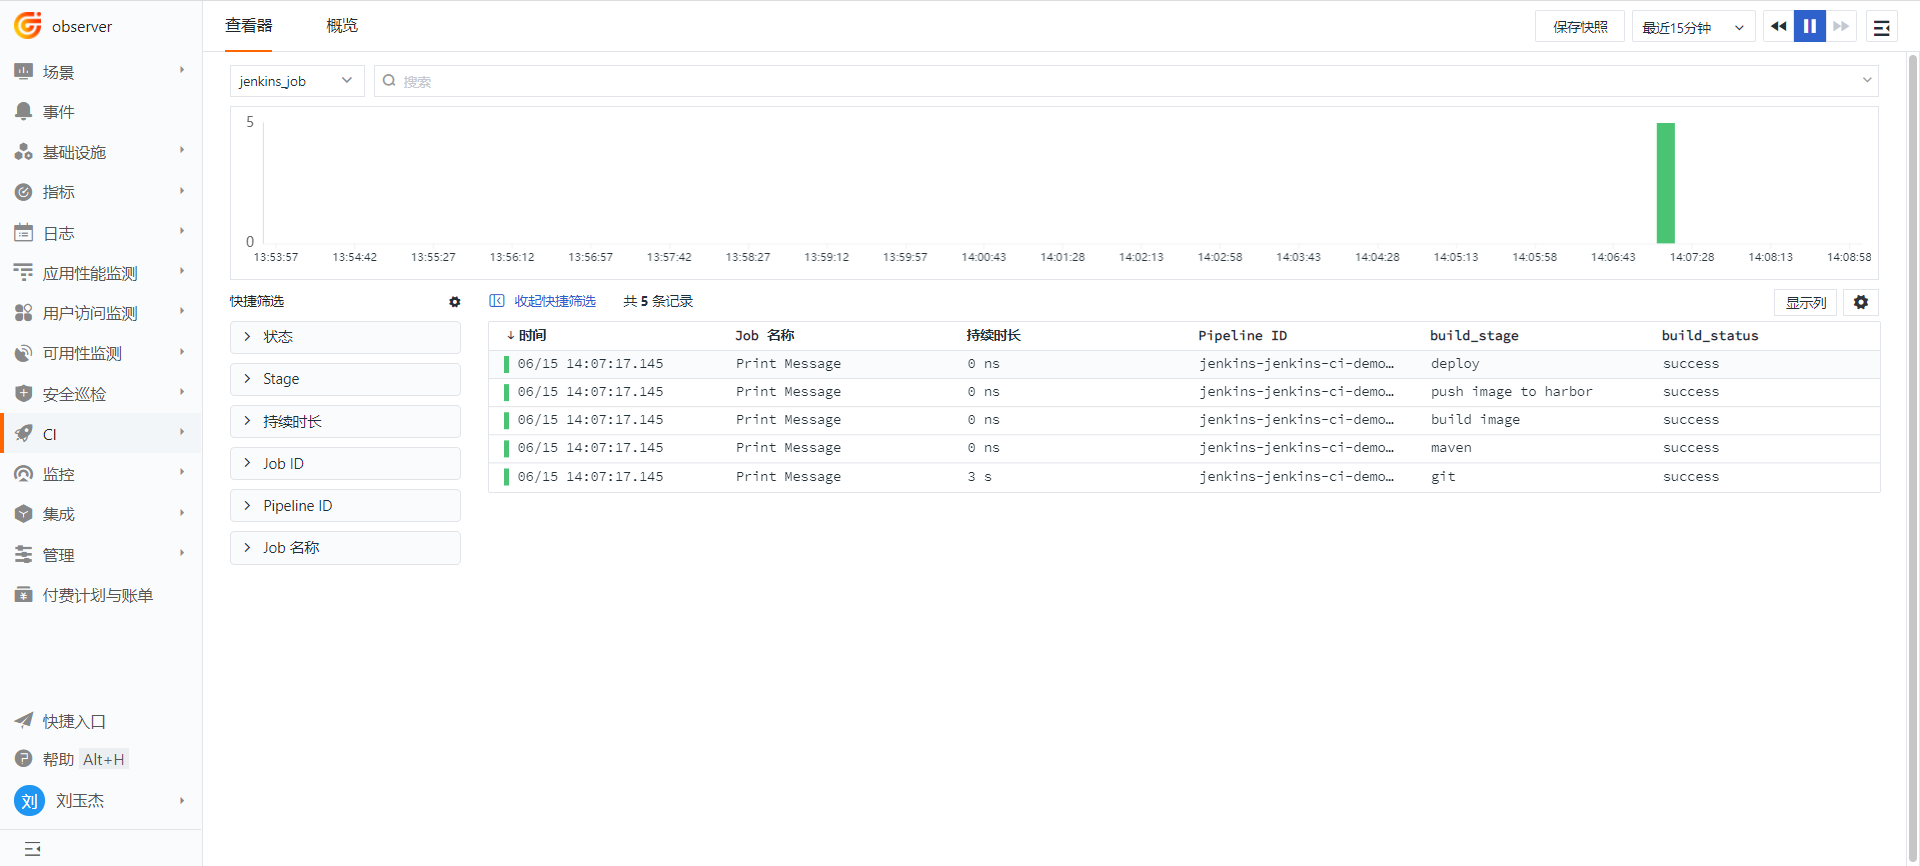 observer
查看器
概览
保存快照
最近15分钟
场景
事件
基础设施
指标
日志
应用性能监测
用户访问监测
可用性监测
安全巡检
CI
监控
集成
管理
付费计划与账单
快捷入口
帮助 Alt+H
刘 刘玉杰
jenkins_job
搜索
5
0
13:53:57 13:54:42 13:55:27 13:56:12 13:56:57 13:57:42 13:58:27 13:59:12 13:59:57 14:00:43 14:01:28 14:02:13 14:02:58 14:03:43 14:04:28 14:05:13 14:05:58 14:06:43 14:07:28 14:08:13 14:08:58
快捷筛选
状态
Stage
持续时长
Job ID
Pipeline ID
Job 名称
收起快捷筛选 共 5 条记录
显示列
时间 Job 名称 持续时长 Pipeline ID build_stage build_status
06/15 14:07:17.145 Print Message 0 ns jenkins-jenkins-ci-demo… deploy success
06/15 14:07:17.145 Print Message 0 ns jenkins-jenkins-ci-demo… push image to harbor success
06/15 14:07:17.145 Print Message 0 ns jenkins-jenkins-ci-demo… build image success
06/15 14:07:17.145 Print Message 0 ns jenkins-jenkins-ci-demo… maven success
06/15 14:07:17.145 Print Message 3 s jenkins-jenkins-ci-demo… git success